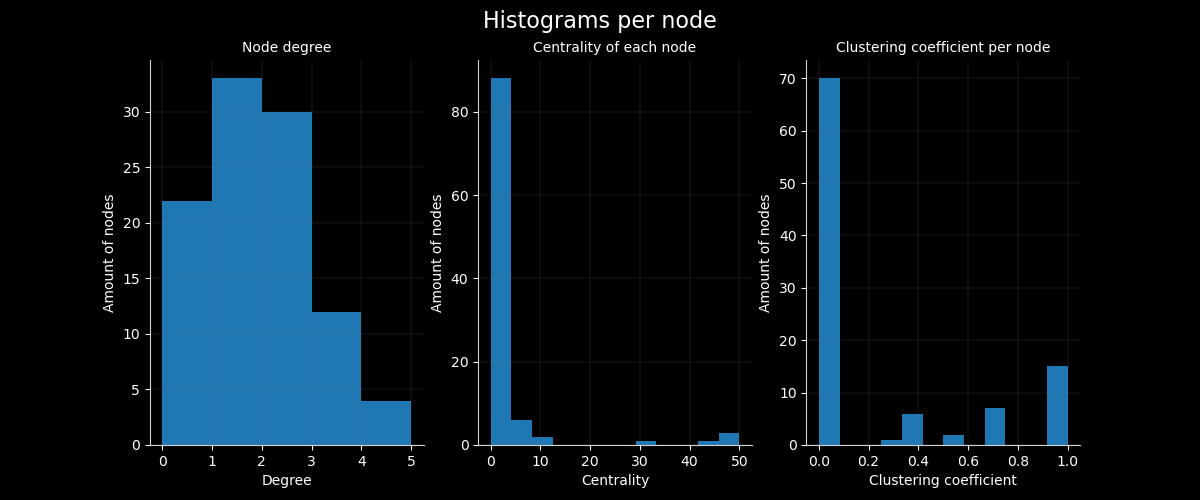 Histograms per node
Node degree
Centrality of each node
Clustering coefficient per node
Amount of nodes
30
25
20
15
10
5
0
0 1 2 3 4 5
Degree
Amount of nodes
80
60
40
20
0
0 10 20 30 40 50
Centrality
Amount of nodes
70
60
50
40
30
20
10
0
0.0 0.2 0.4 0.6 0.8 1.0
Clustering coefficient